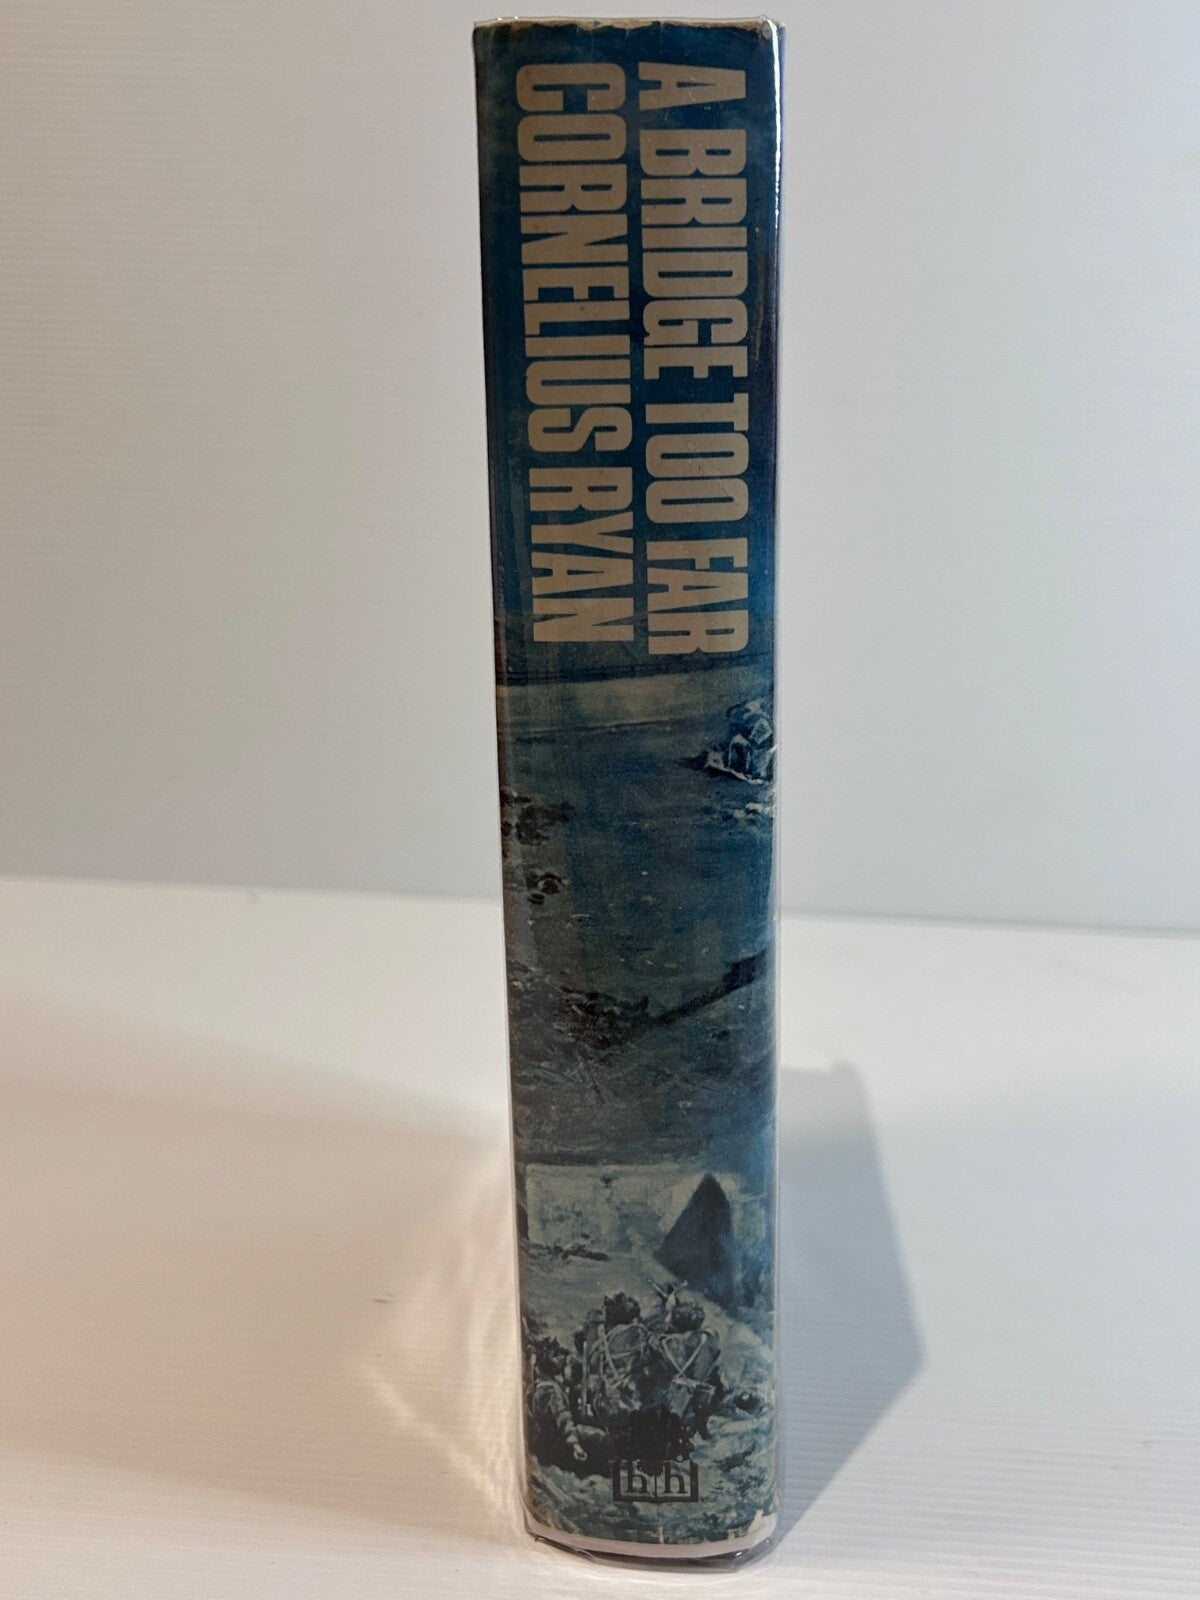 A BRIDGE TOO FAR
CORNELIUS RYAN
h h